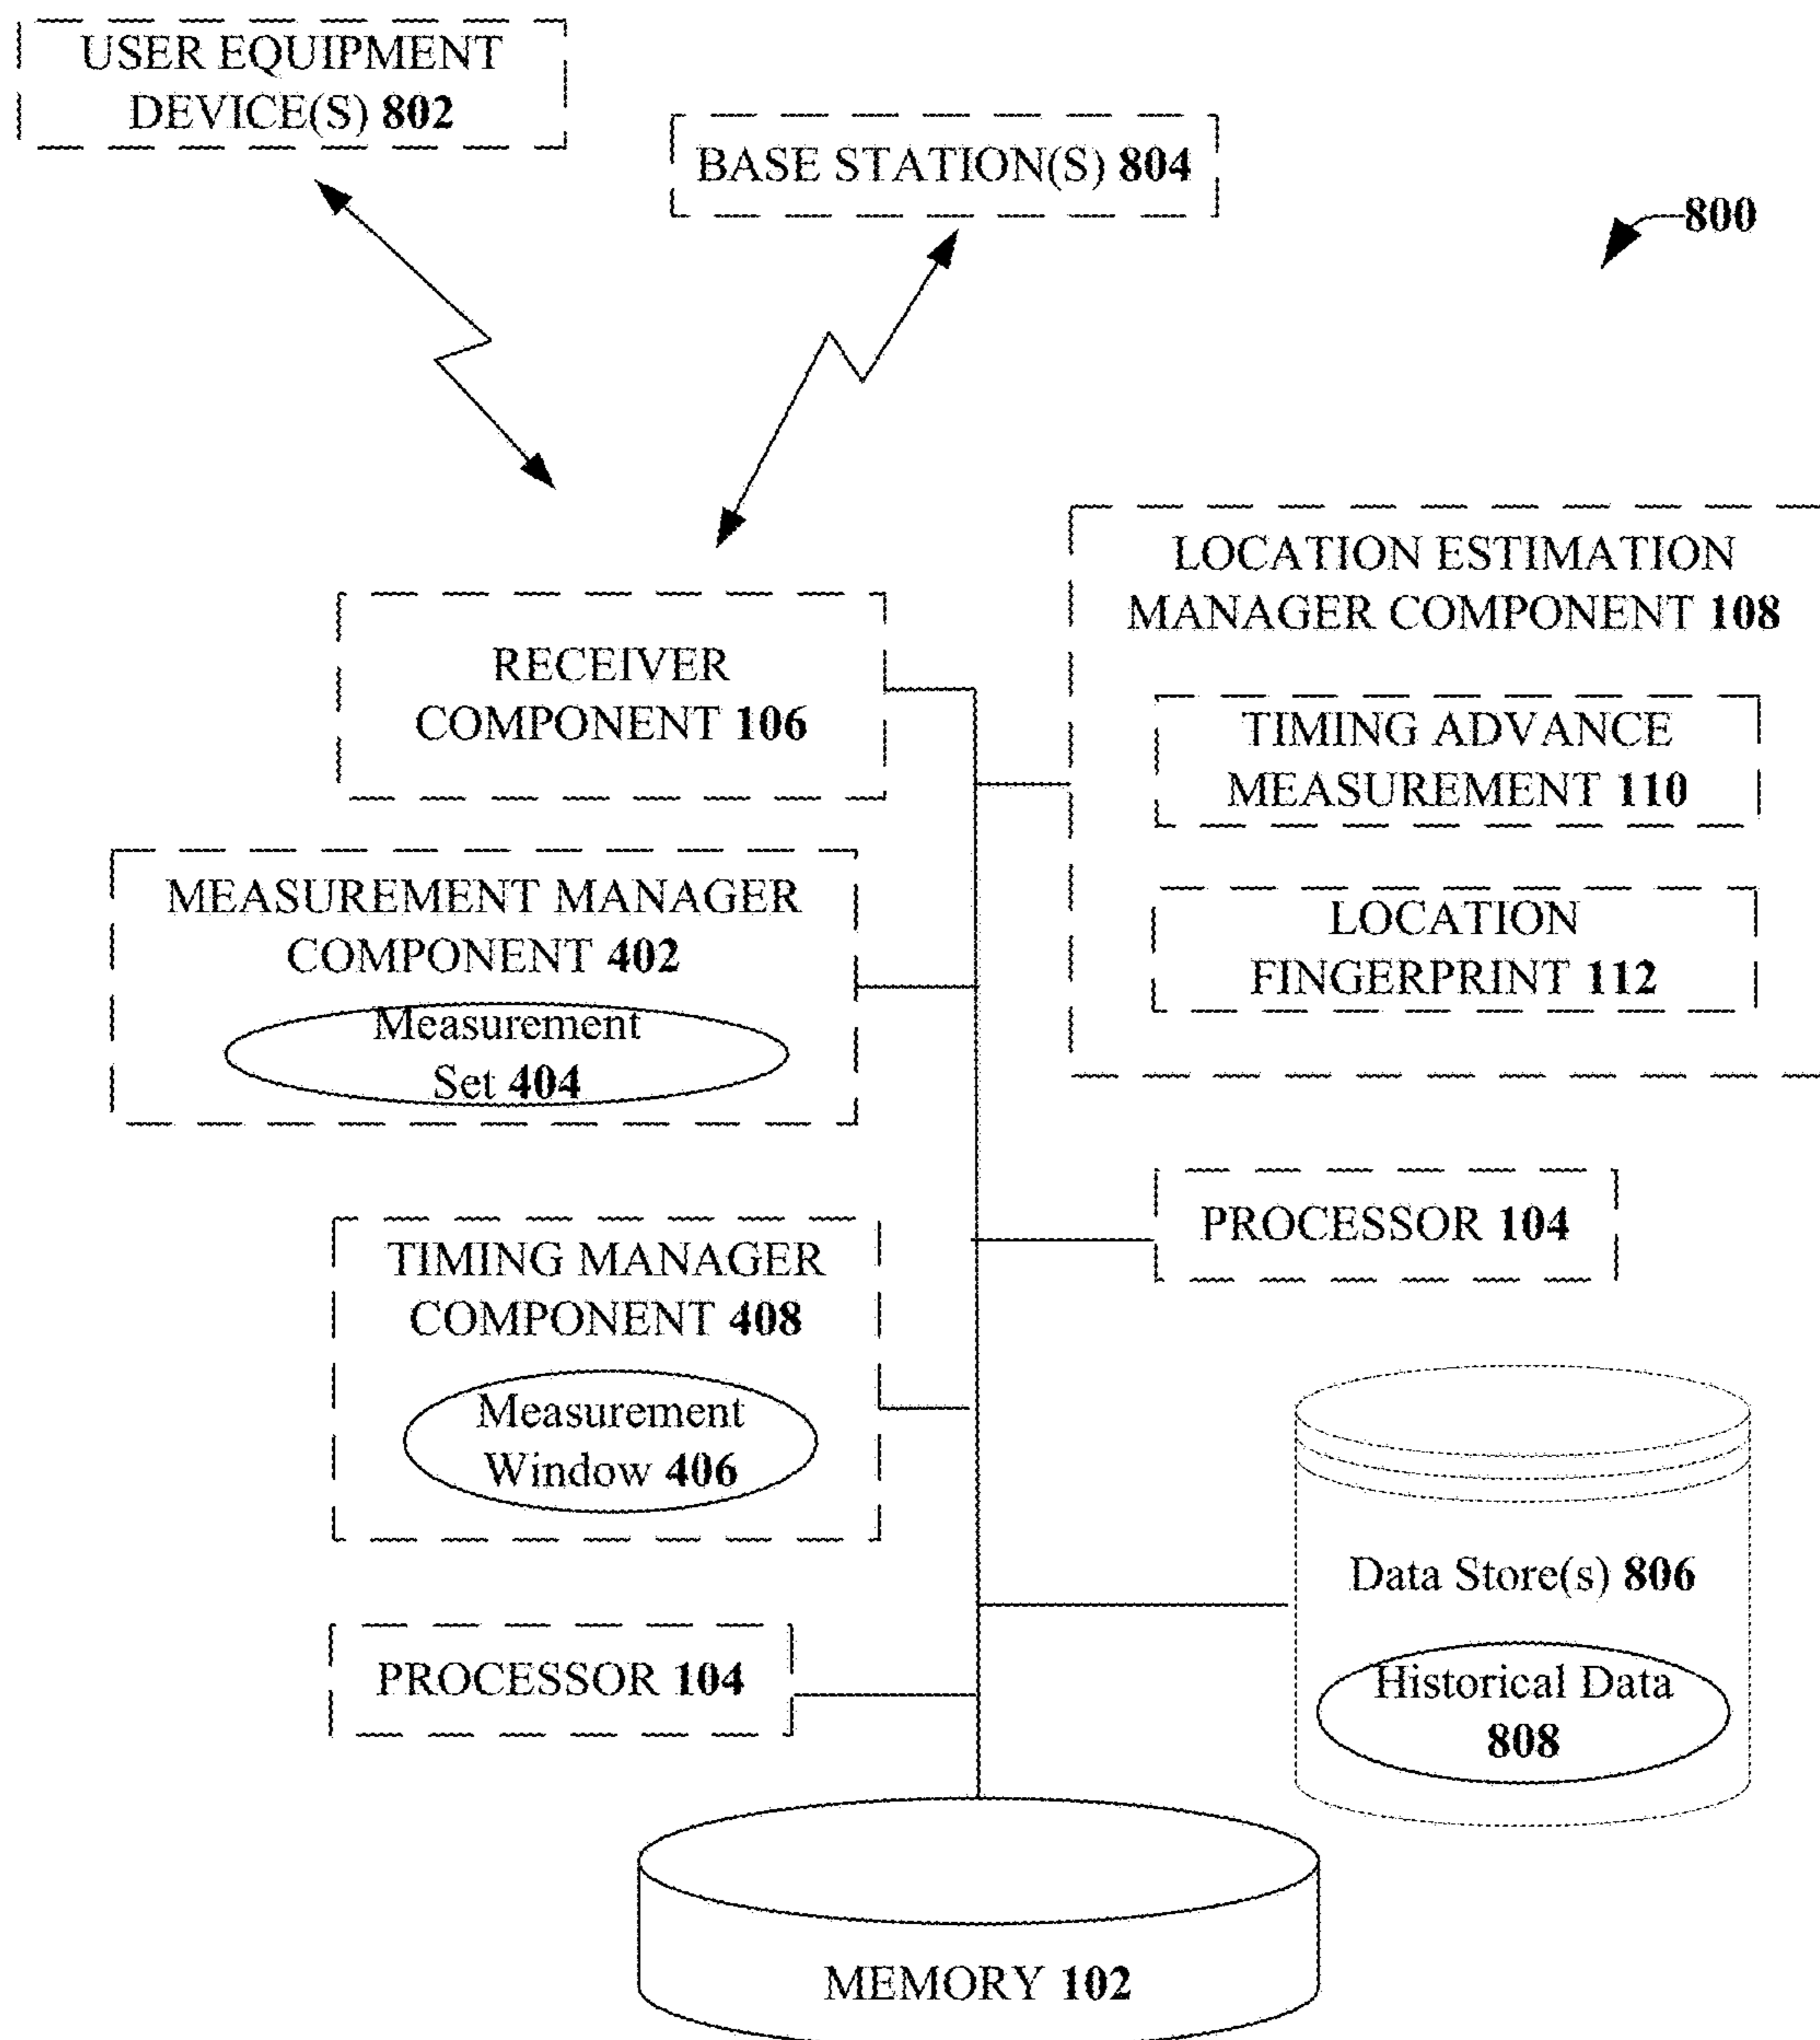 USER EQUIPMENT
DEVICE(S) 802
BASE STATION(S) 804
800
LOCATION ESTIMATION
MANAGER COMPONENT 108
RECEIVER
COMPONENT 106
TIMING ADVANCE
MEASUREMENT 110
MEASUREMENT MANAGER
COMPONENT 402
LOCATION
FINGERPRINT 112
Measurement
Set 404
PROCESSOR 104
TIMING MANAGER
COMPONENT 408
Measurement
Window 406
Data Store(s) 806
PROCESSOR 104
Historical Data
808
MEMORY 102